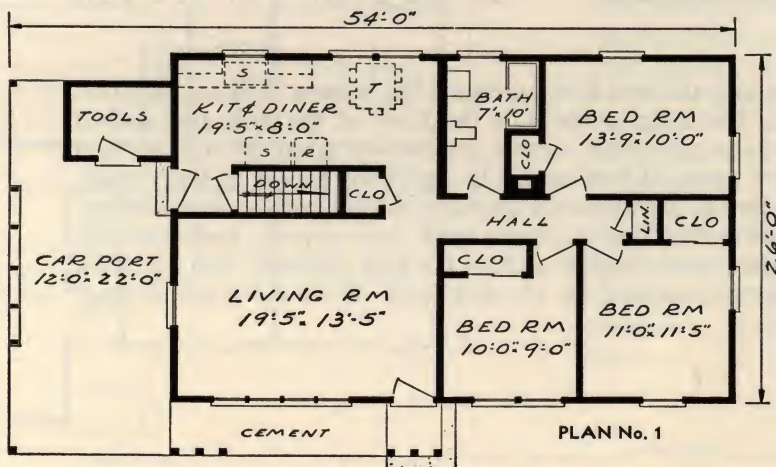 54'-0"
S
T
KIT & DINER
19'-5" x 8'-0"
TOOLS
BATH
7' x 10'
BED RM
13'-9" x 10'-0"
CLO
S R
DOWN
CLO
HALL
LIN.
CLO
26'-0"
CAR PORT
12'-0" x 22'-0"
CLO
LIVING RM
19'-5" x 13'-5"
BED RM
10'-0" x 9'-0"
BED RM
11'-0" x 11'-5"
CEMENT
PLAN No. 1